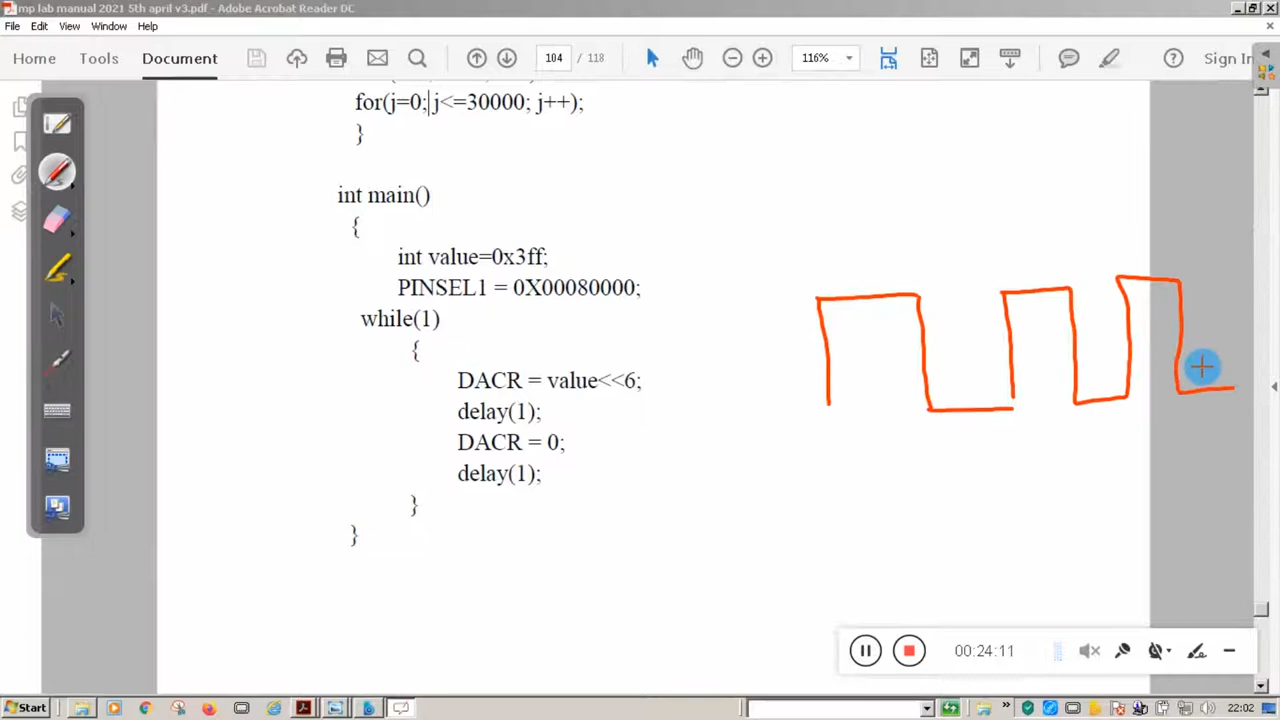 mp lab manual 2021 5th april v3.pdf - Adobe Acrobat Reader DC
File Edit View Window Help
Home Tools Document 104 / 118 116% Sign In
for(j=0; j<=30000; j++);
}
int main()
{
int value=0x3ff;
PINSEL1 = 0X00080000;
while(1)
{
DACR = value<<6;
delay(1);
DACR = 0;
delay(1);
}
}
00:24:11
Start 22:02